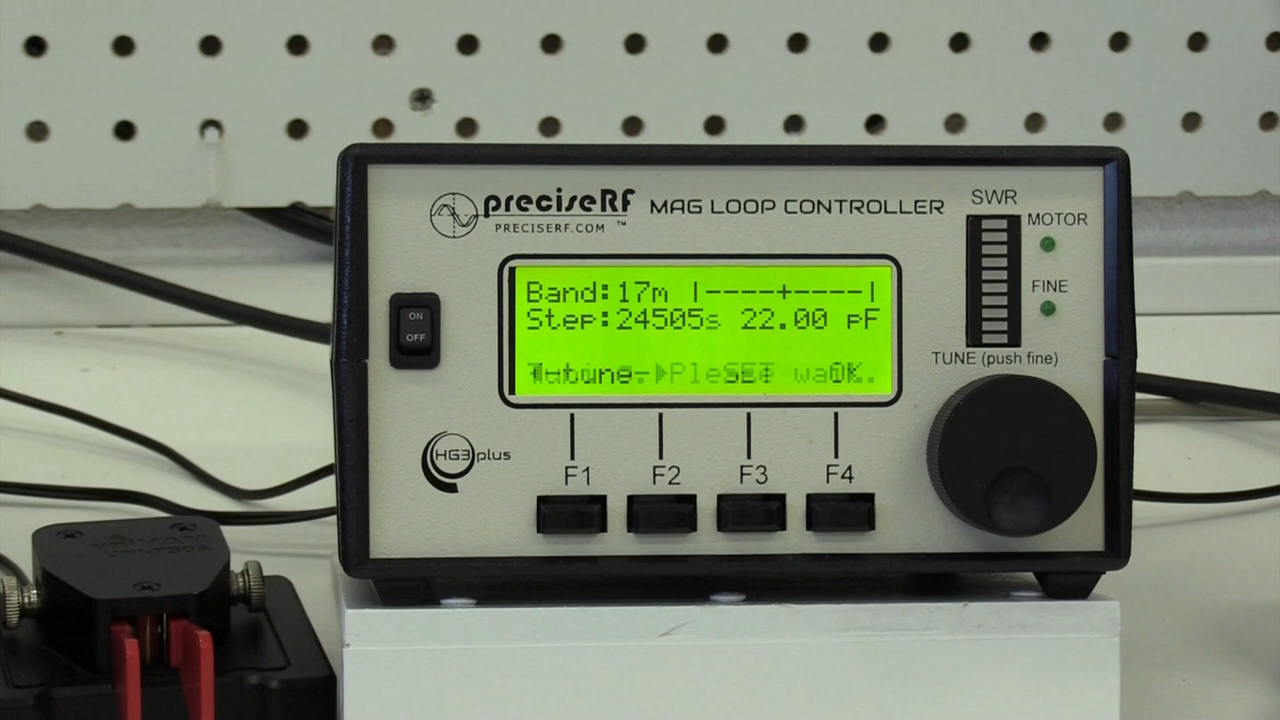 preciseRF™
PRECISERF.COM
MAG LOOP CONTROLLER
SWR
MOTOR
FINE
TUNE (push fine)
ON
OFF
Band:17m |----+----|
Step:24505s 22.00 pF
HG3plus
F1
F2
F3
F4